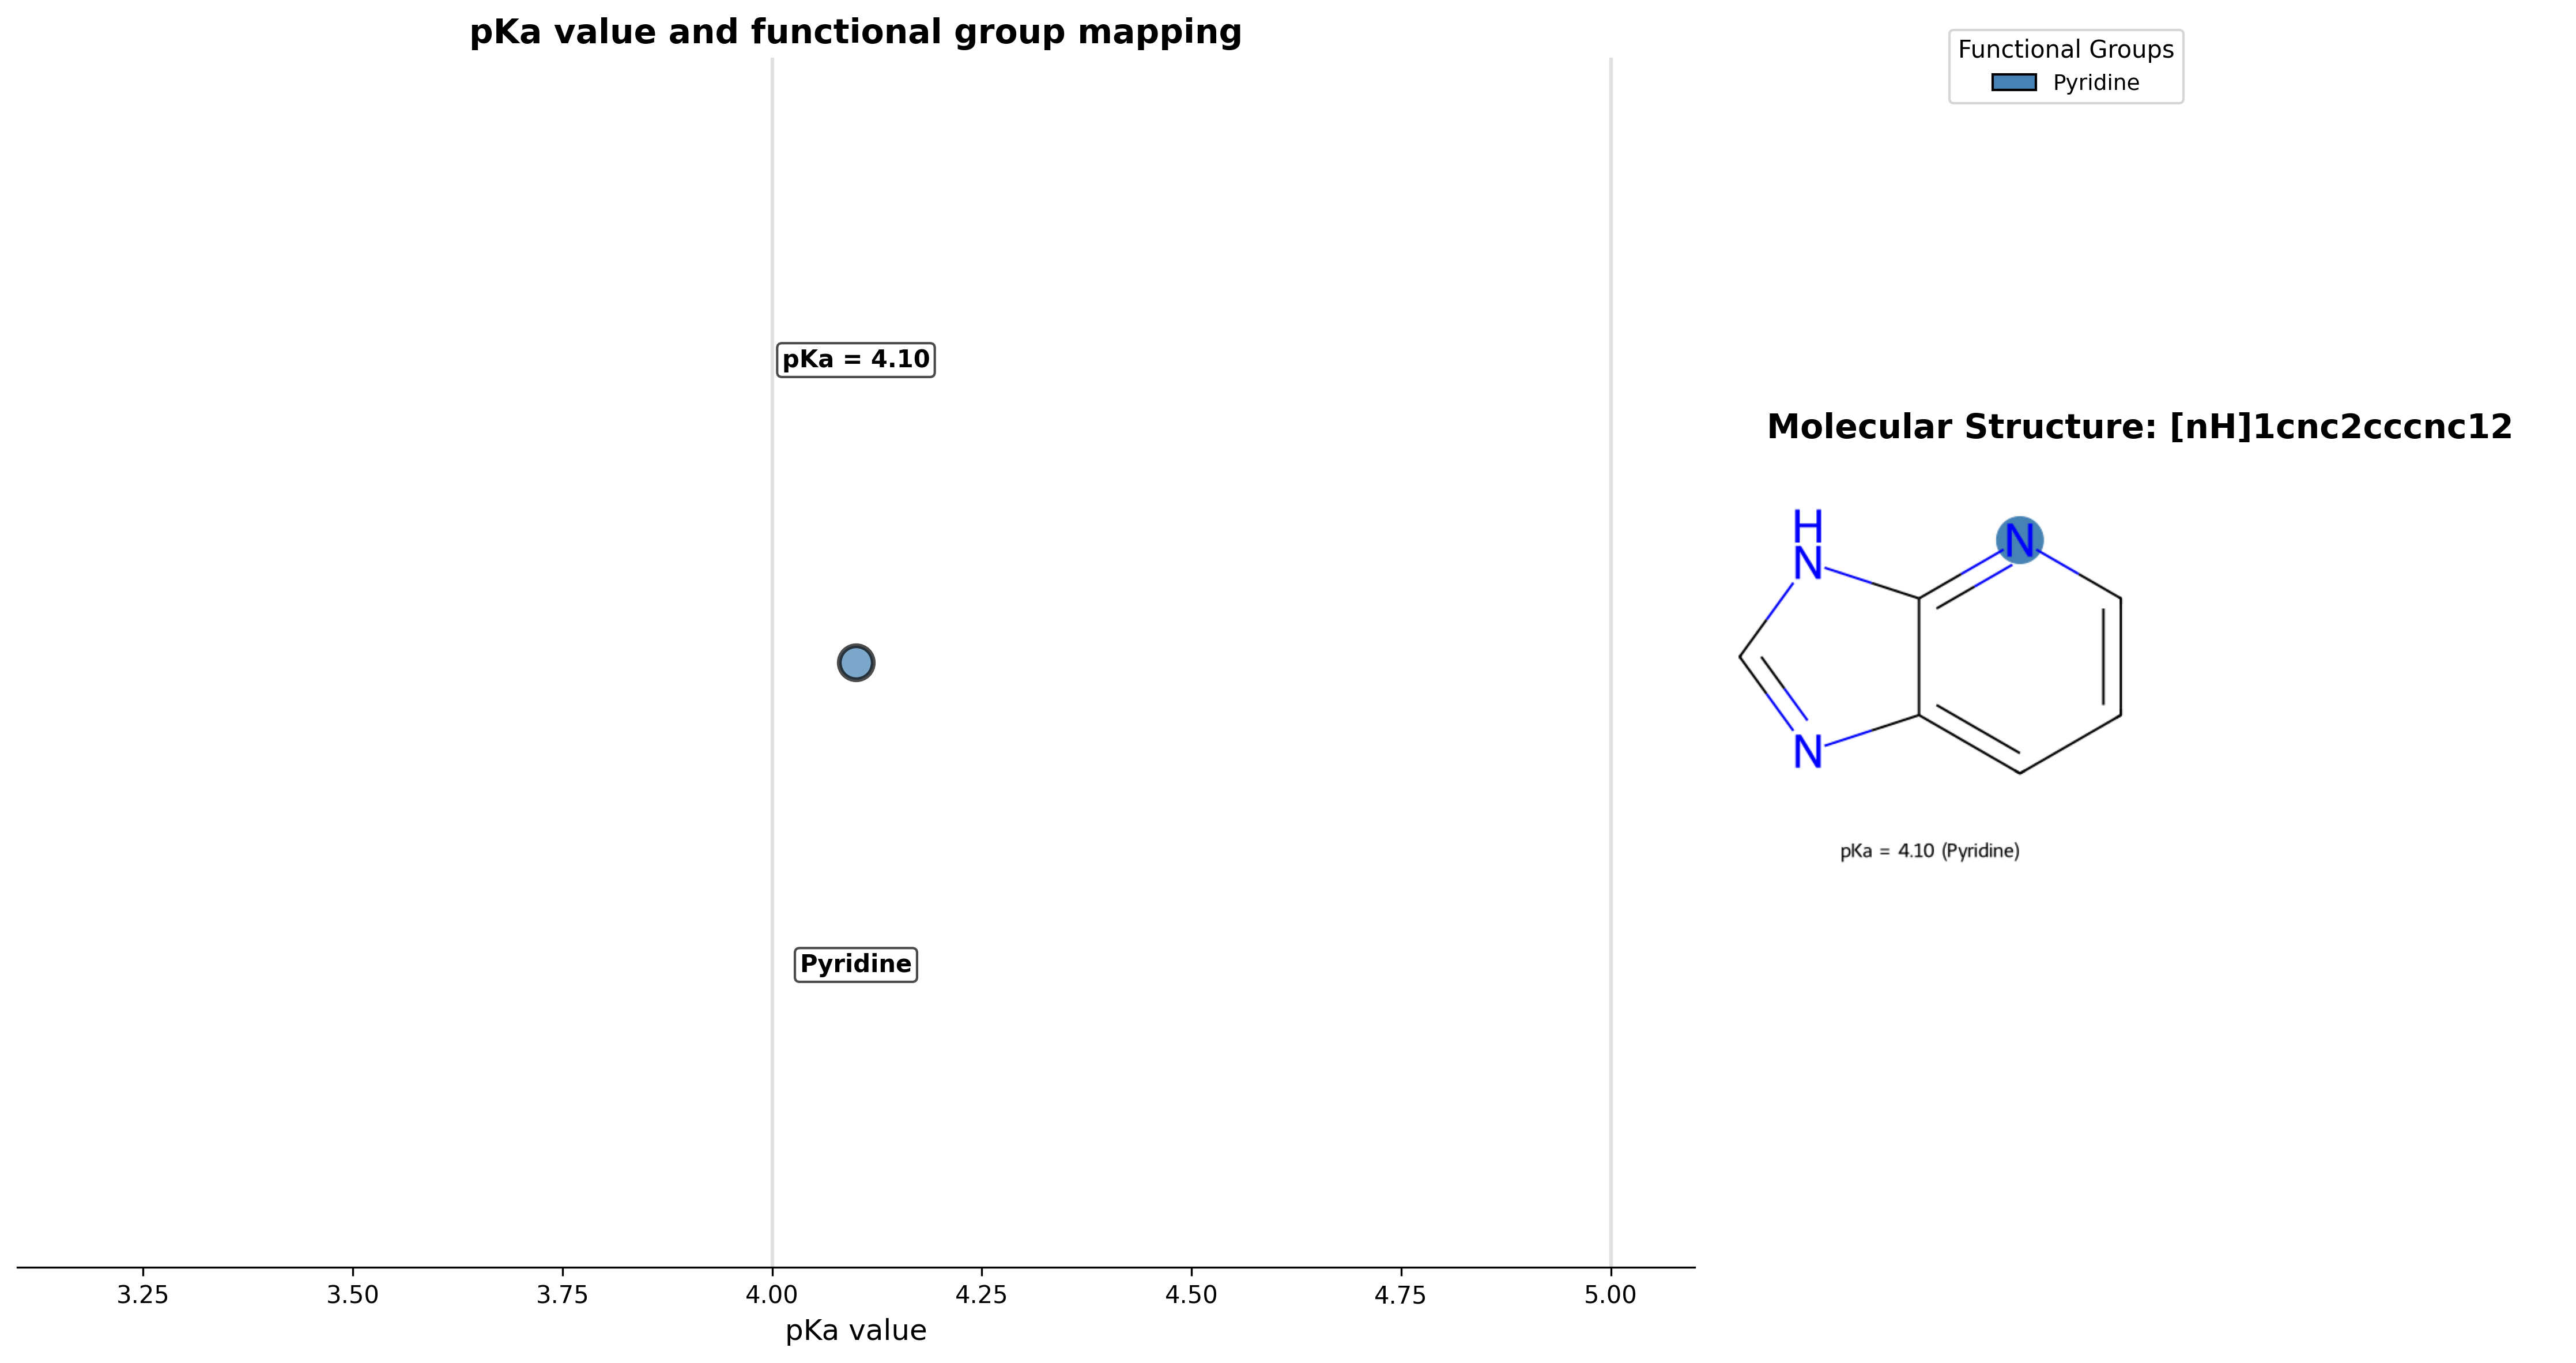 pKa value and functional group mapping
Functional Groups
Pyridine
pKa = 4.10
Molecular Structure: [nH]1cnc2cccnc12
H
N
N
N
pKa = 4.10 (Pyridine)
Pyridine
3.25 3.50 3.75 4.00 4.25 4.50 4.75 5.00
pKa value